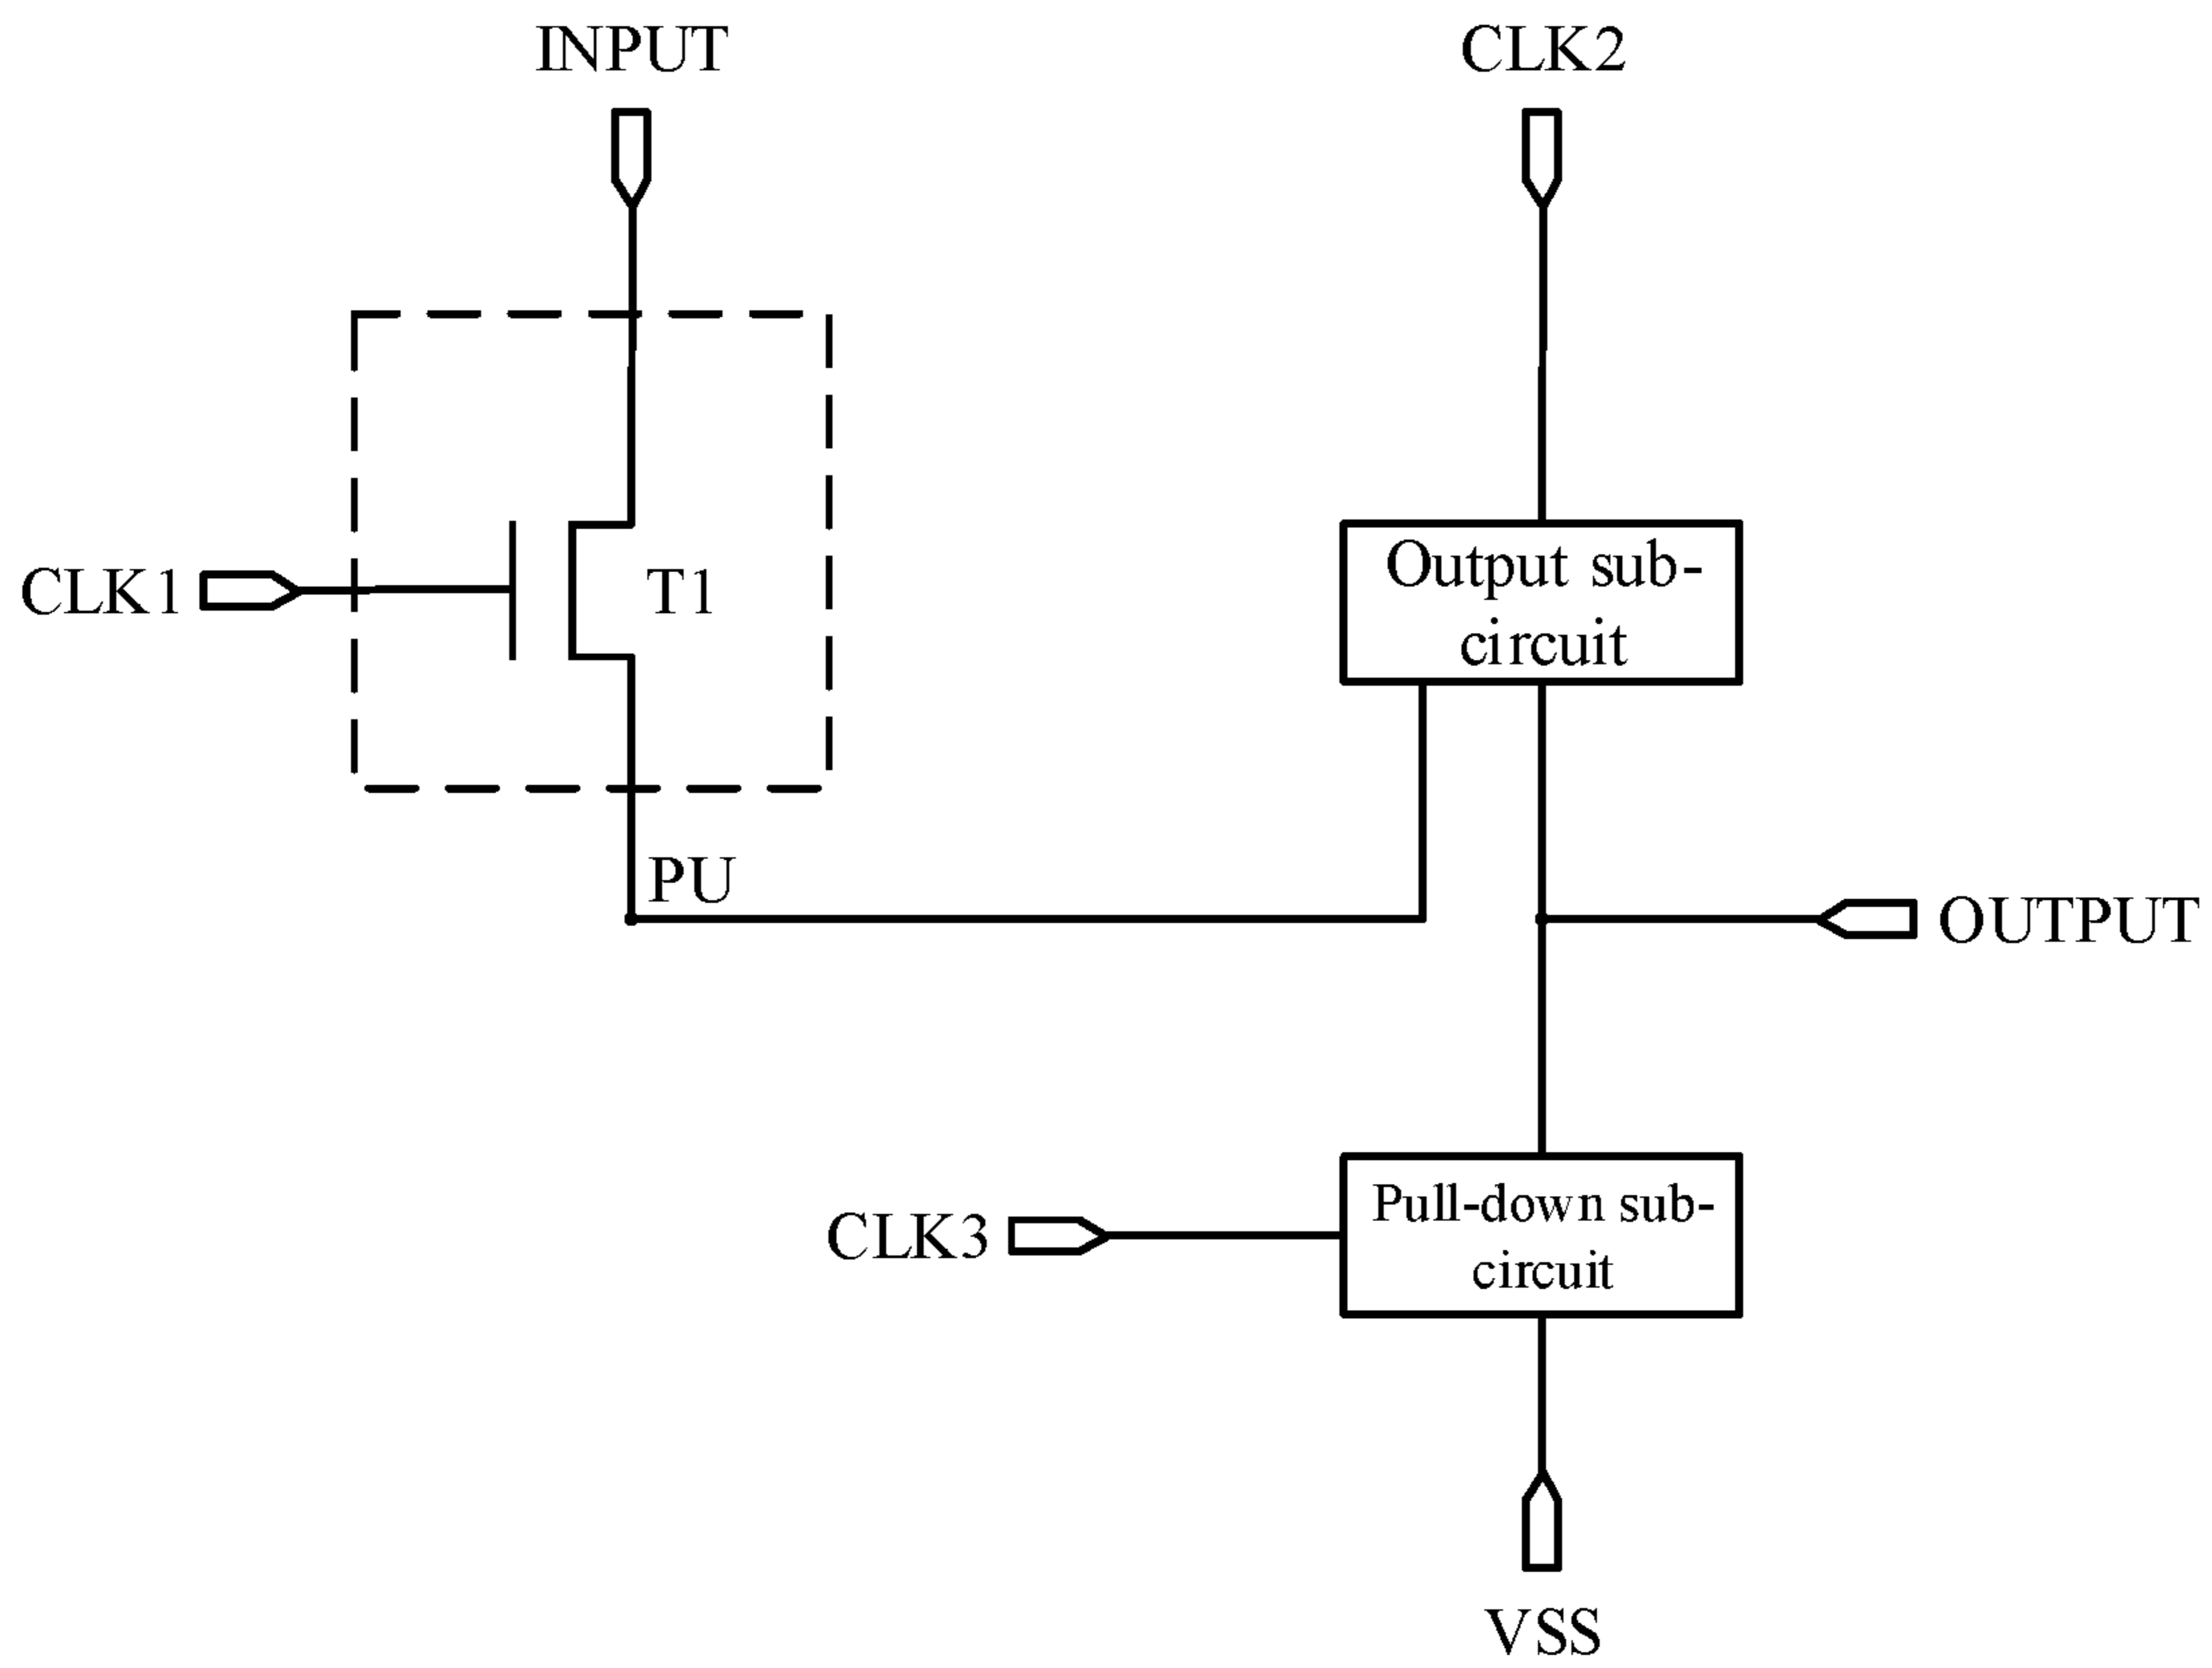 INPUT
CLK2
CLK1
T1
Output sub-
circuit
PU
OUTPUT
CLK3
Pull-down sub-
circuit
VSS